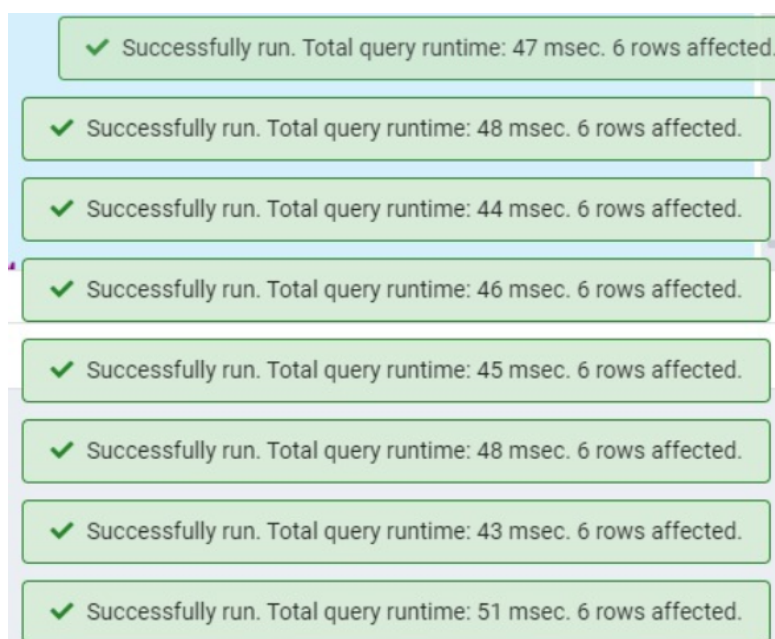 Successfully run. Total query runtime: 47 msec. 6 rows affected.
Successfully run. Total query runtime: 48 msec. 6 rows affected.
Successfully run. Total query runtime: 44 msec. 6 rows affected.
Successfully run. Total query runtime: 46 msec. 6 rows affected.
Successfully run. Total query runtime: 45 msec. 6 rows affected.
Successfully run. Total query runtime: 48 msec. 6 rows affected.
Successfully run. Total query runtime: 43 msec. 6 rows affected.
Successfully run. Total query runtime: 51 msec. 6 rows affected.